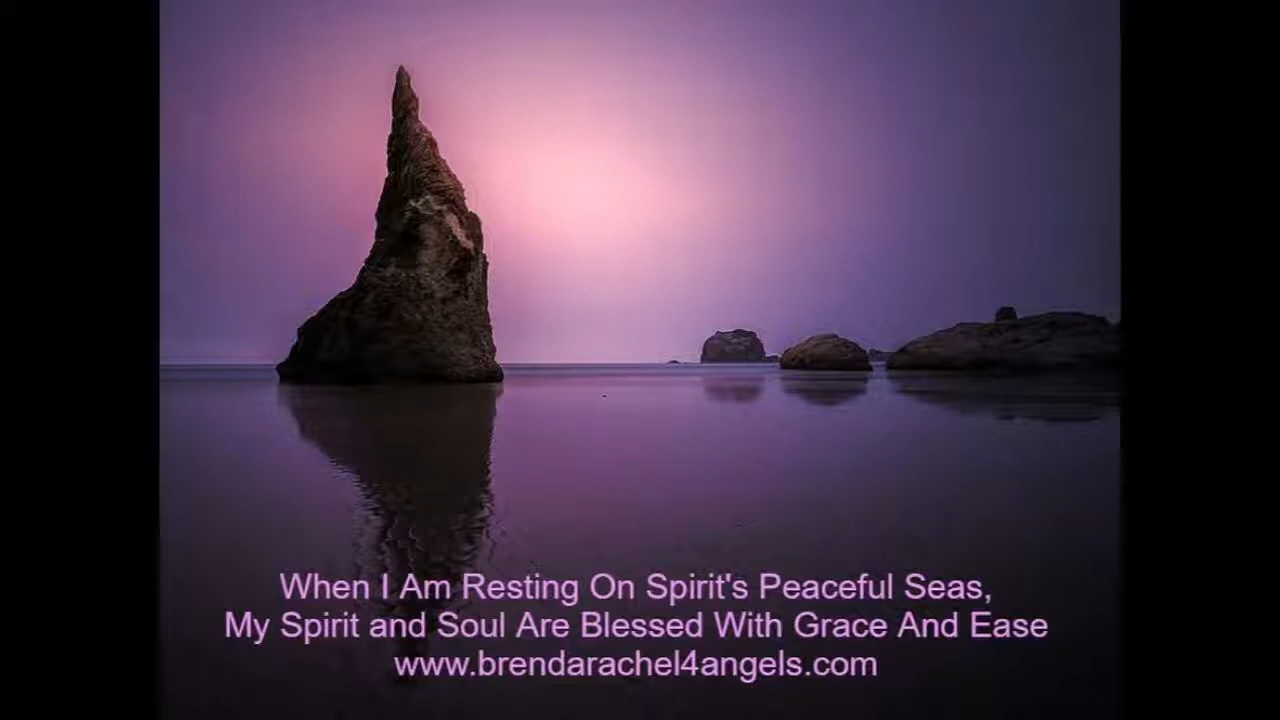 When I Am Resting On Spirit's Peaceful Seas,
My Spirit and Soul Are Blessed With Grace And Ease
www.brendarachel4angels.com